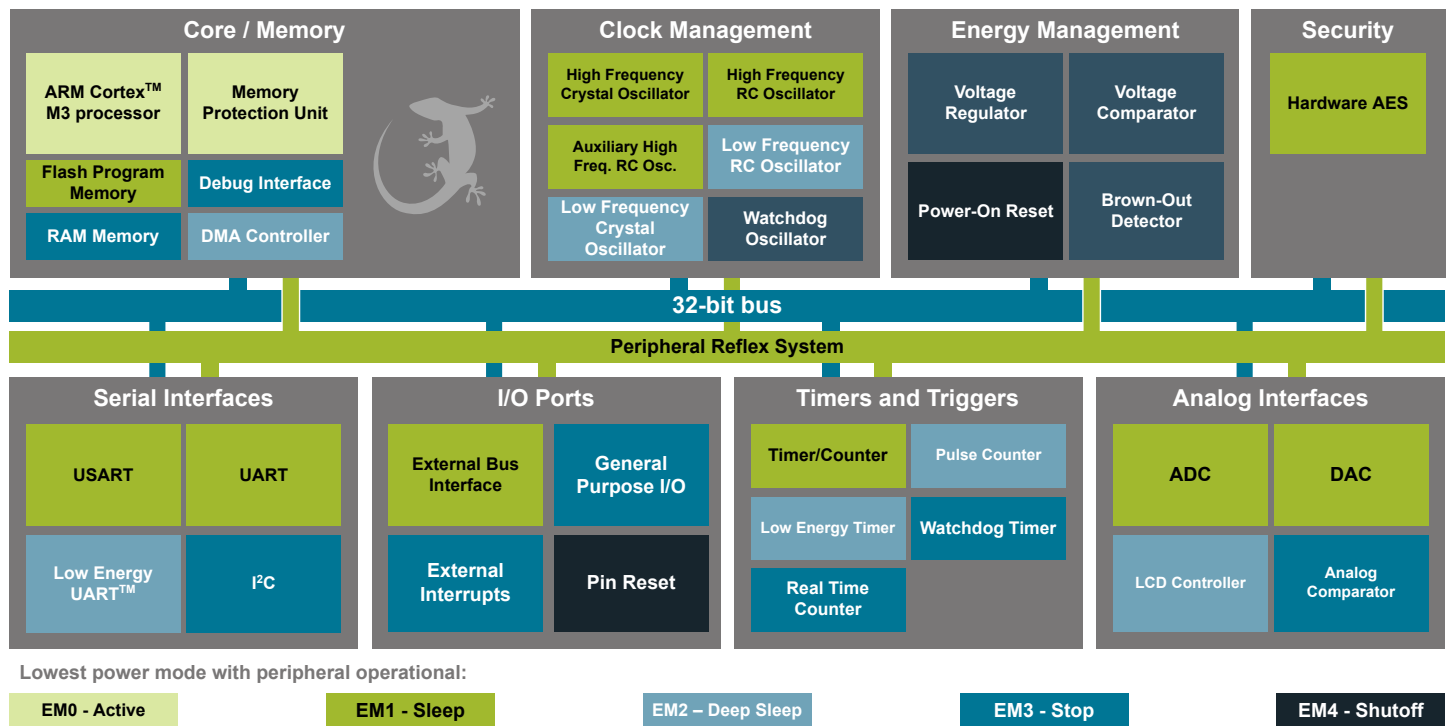 Core / Memory
ARM Cortex™
M3 processor
Memory
Protection Unit
Flash Program
Memory
Debug Interface
RAM Memory
DMA Controller
Clock Management
High Frequency
Crystal Oscillator
High Frequency
RC Oscillator
Auxiliary High
Freq. RC Osc.
Low Frequency
RC Oscillator
Low Frequency
Crystal
Oscillator
Watchdog
Oscillator
Energy Management
Voltage
Regulator
Voltage
Comparator
Power-On Reset
Brown-Out
Detector
Security
Hardware AES
32-bit bus
Peripheral Reflex System
Serial Interfaces
USART
UART
Low Energy
UART™
I²C
I/O Ports
External Bus
Interface
General
Purpose I/O
External
Interrupts
Pin Reset
Timers and Triggers
Timer/Counter
Pulse Counter
Low Energy Timer
Watchdog Timer
Real Time
Counter
Analog Interfaces
ADC
DAC
LCD Controller
Analog
Comparator
Lowest power mode with peripheral operational:
EM0 - Active
EM1 - Sleep
EM2 – Deep Sleep
EM3 - Stop
EM4 - Shutoff